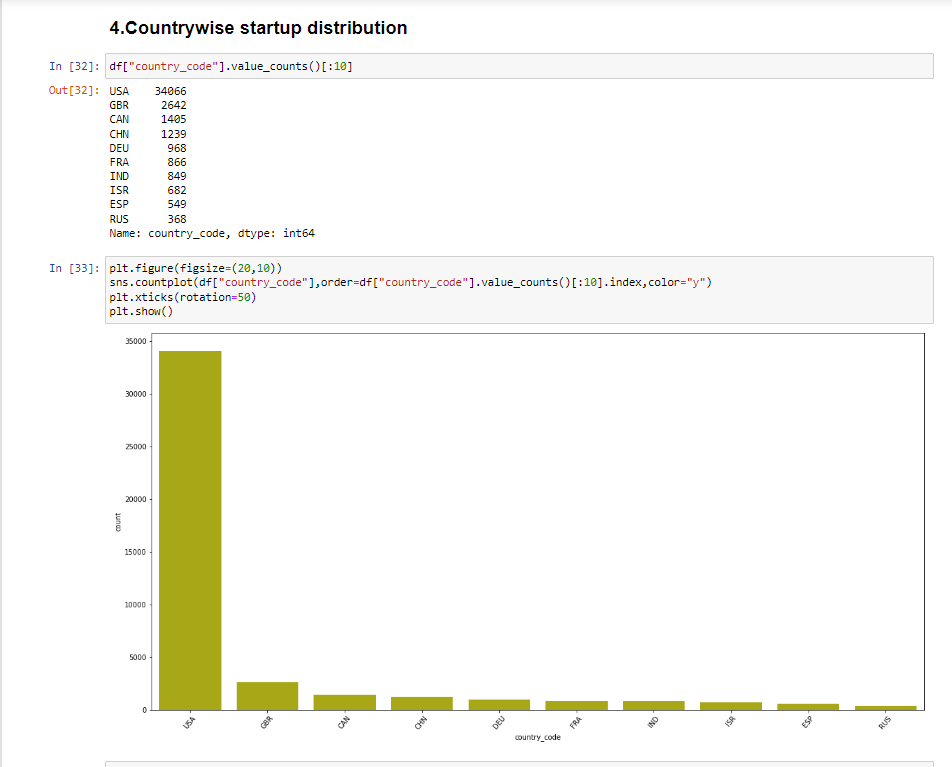 4.Countrywise startup distribution
In [32]: df["country_code"].value_counts()[:10]
Out[32]: USA    34066
GBR     2642
CAN     1405
CHN     1239
DEU      968
FRA      866
IND      849
ISR      682
ESP      549
RUS      368
Name: country_code, dtype: int64
In [33]: plt.figure(figsize=(20,10))
sns.countplot(df["country_code"],order=df["country_code"].value_counts()[:10].index,color="y")
plt.xticks(rotation=50)
plt.show()
35000
30000
25000
20000
count
15000
10000
5000
0
USA GBR CAN CHN DEU FRA IND ISR ESP RUS
country_code